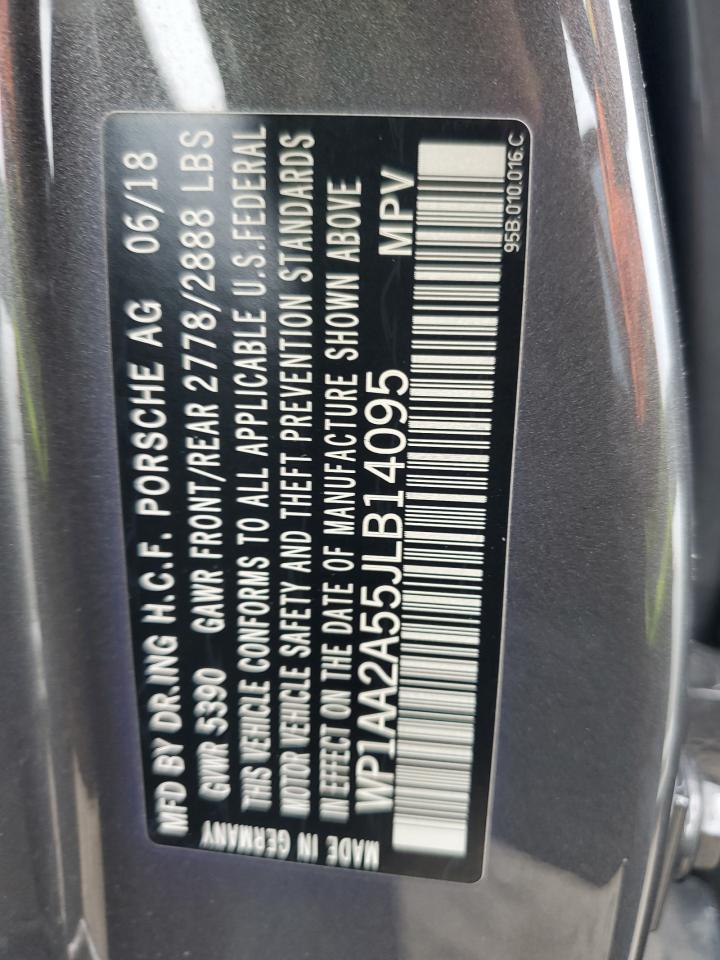 MFD BY DR.ING H.C.F. PORSCHE AG 06/18
GVWR 5390 GAWR FRONT/REAR 2778/2888 LBS
THIS VEHICLE CONFORMS TO ALL APPLICABLE U.S.FEDERAL
MOTOR VEHICLE SAFETY AND THEFT PREVENTION STANDARDS
IN EFFECT ON THE DATE OF MANUFACTURE SHOWN ABOVE
WP1AA2A55JLB14095 MPV
MADE IN GERMANY
95B.010.016.C